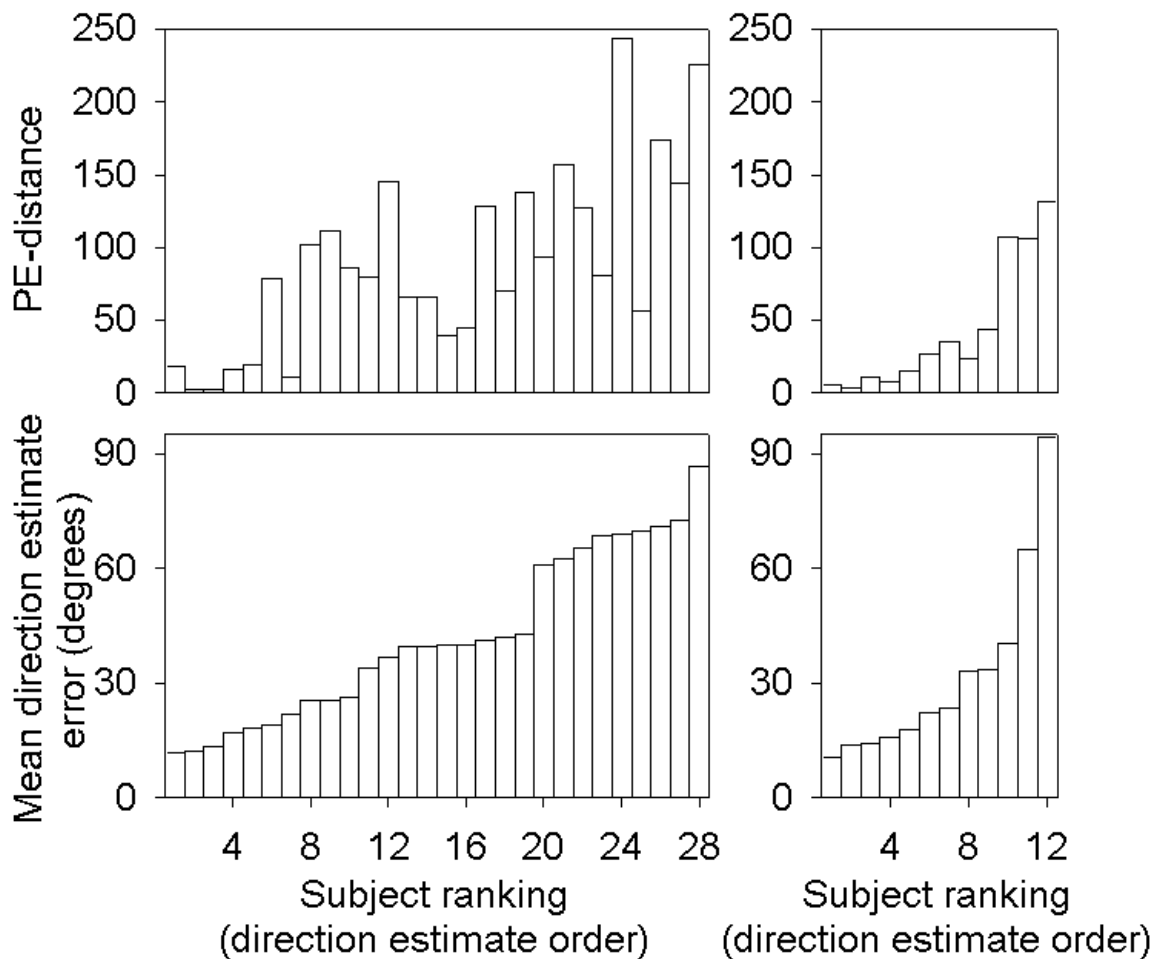 250
200
150
100
50
0
PE-distance
250
200
150
100
50
0
90
60
30
0
Mean direction estimate
error (degrees)
90
60
30
0
4 8 12 16 20 24 28
Subject ranking
(direction estimate order)
4 8 12
Subject ranking
(direction estimate order)